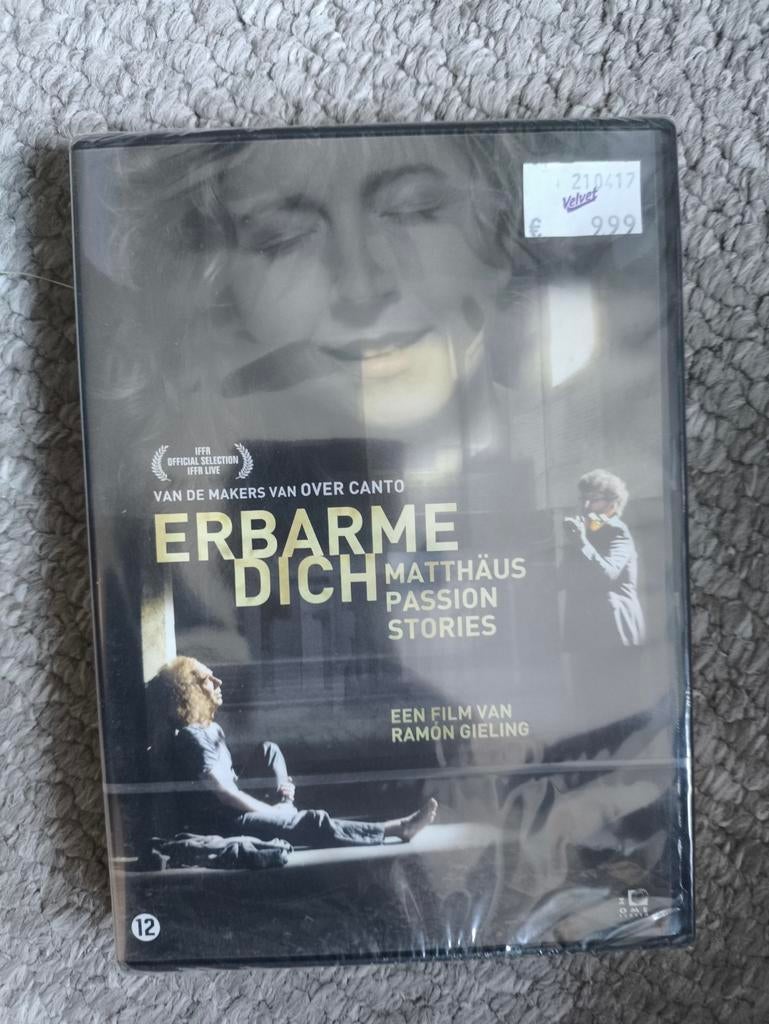 210417
Velvet
€ 999
IFFR
OFFICIAL SELECTION
IFFR LIVE
VAN DE MAKERS VAN OVER CANTO
ERBARME
DICH MATTHÄUS
PASSION
STORIES
EEN FILM VAN
RAMÓN GIELING
12
HOME